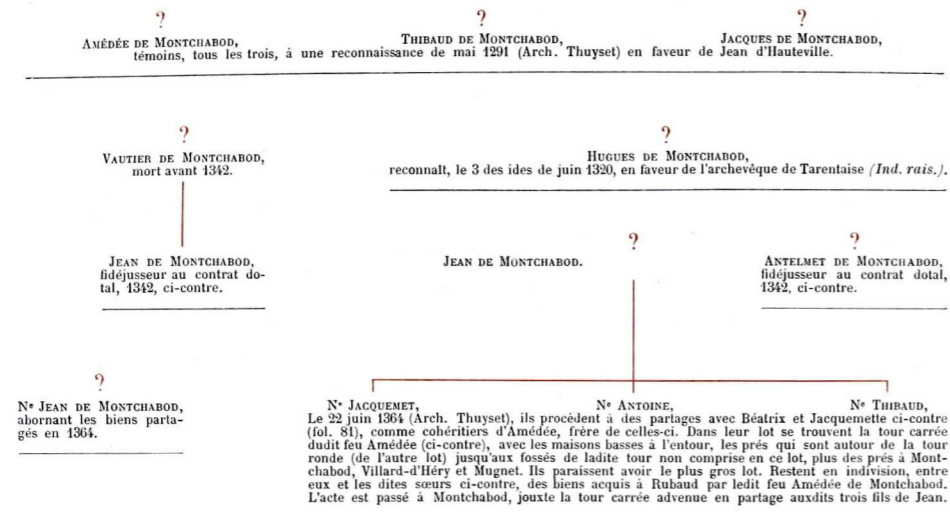 ?
AMÉDÉE DE MONTCHABOD,
?
THIBAUD DE MONTCHABOD,
?
JACQUES DE MONTCHABOD,
témoins, tous les trois, à une reconnaissance de mai 1291 (Arch. Thuyset) en faveur de Jean d'Hauteville.
?
VAUTIER DE MONTCHABOD,
mort avant 1342.
?
HUGUES DE MONTCHABOD,
reconnaît, le 3 des ides de juin 1320, en faveur de l'archevêque de Tarentaise (Ind. rais.).
JEAN DE MONTCHABOD,
fidéjusseur au contrat do-
tal, 1342, ci-contre.
?
JEAN DE MONTCHABOD.
?
ANTELMET DE MONTCHABOD,
fidéjusseur au contrat dotal,
1342, ci-contre.
?
Nᵉ JEAN DE MONTCHABOD,
abornant les biens parta-
gés en 1364.
Nᵉ JACQUEMET,
Nᵉ ANTOINE,
Nᵉ THIBAUD,
Le 22 juin 1364 (Arch. Thuyset), ils procèdent à des partages avec Béatrix et Jacquemette ci-contre
(fol. 81), comme cohéritiers d'Amédée, frère de celles-ci. Dans leur lot se trouvent la tour carrée
dudit feu Amédée (ci-contre), avec les maisons basses à l'entour, les prés qui sont autour de la tour
ronde (de l'autre lot) jusqu'aux fossés de ladite tour non comprise en ce lot, plus des prés à Mont-
chabod, Villard-d'Héry et Mugnet. Ils paraissent avoir le plus gros lot. Restent en indivision, entre
eux et les dites sœurs ci-contre, des biens acquis à Rubaud par ledit feu Amédée de Montchabod.
L'acte est passé à Montchabod, jouxte la tour carrée advenue en partage auxdits trois fils de Jean.